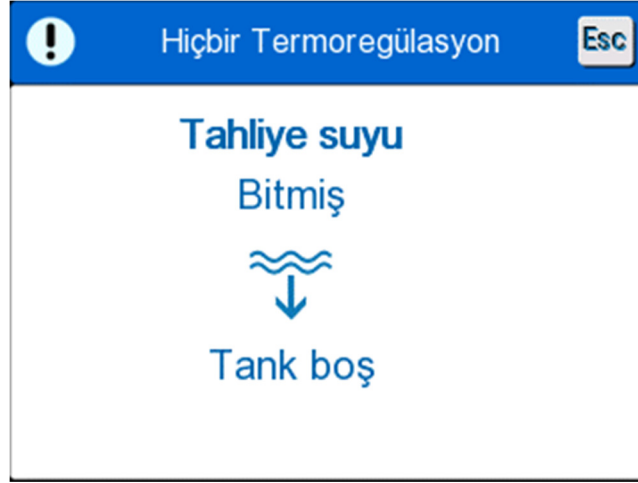 Hiçbir Termoregülasyon
Esc
Tahliye suyu
Bitmiş
Tank boş